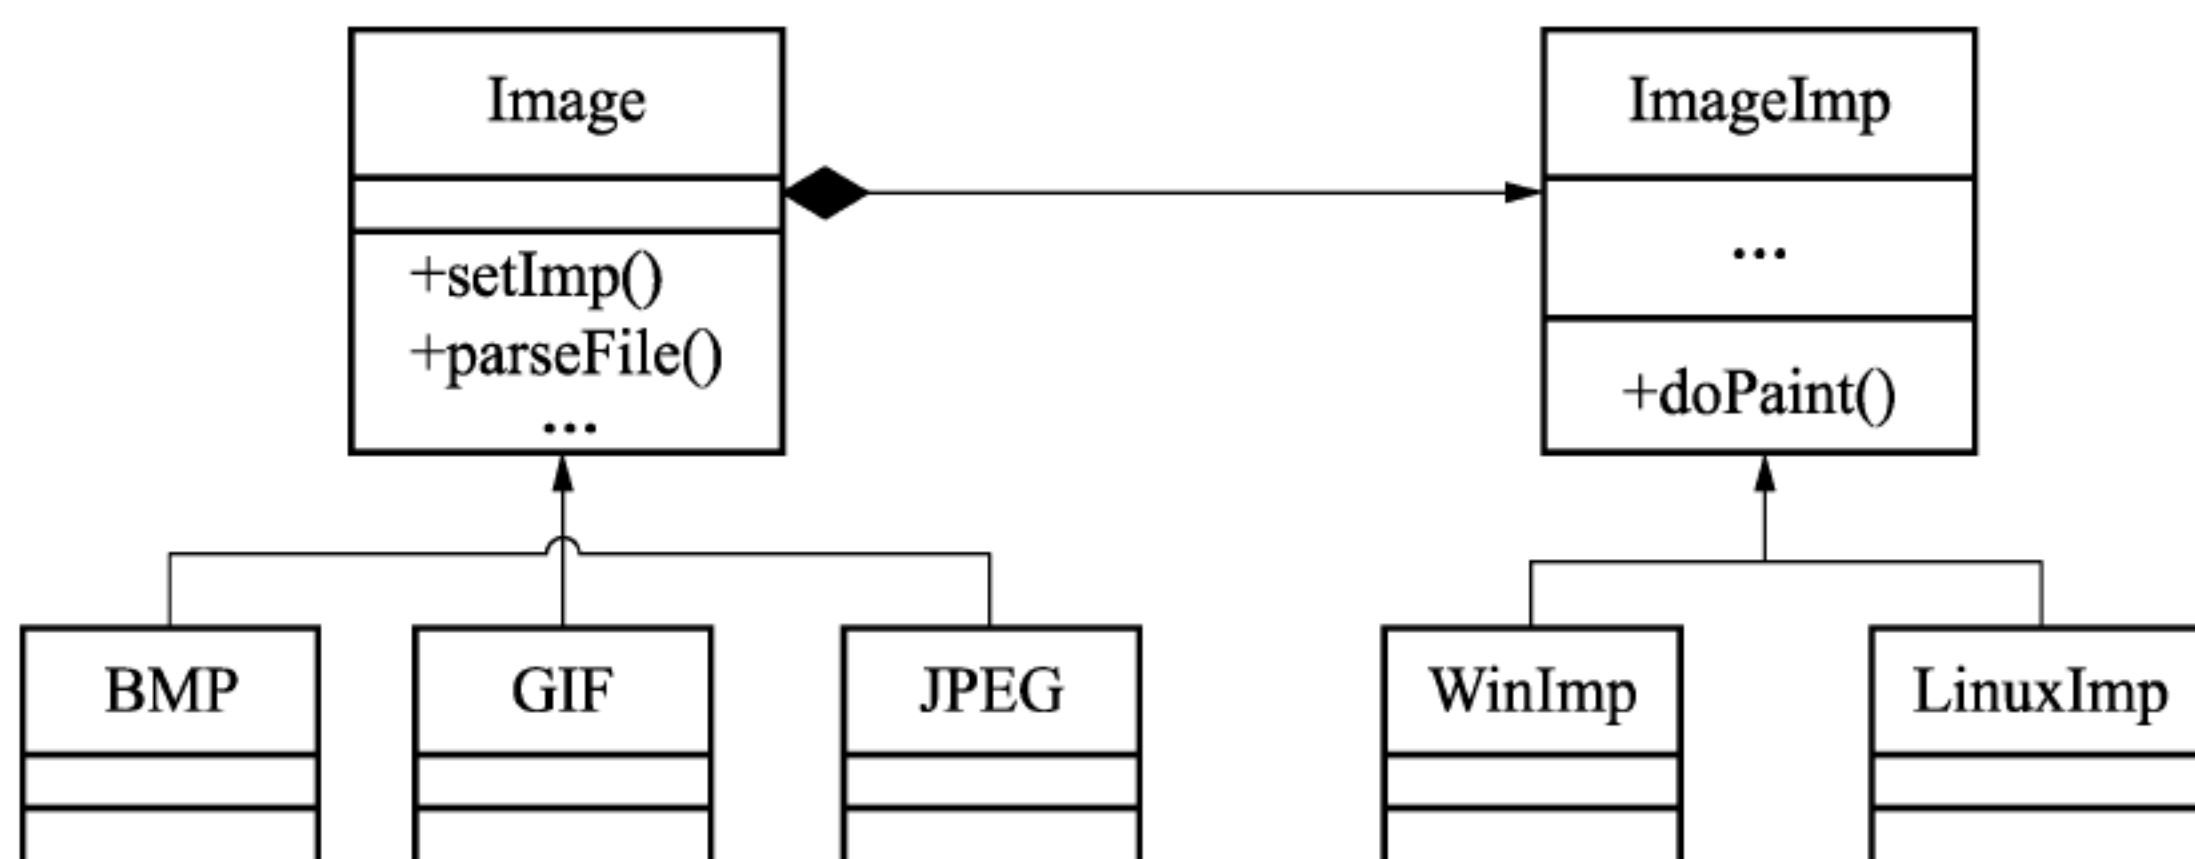 Image
+setImp()
+parseFile()
...
ImageImp
...
+doPaint()
BMP
GIF
JPEG
WinImp
LinuxImp